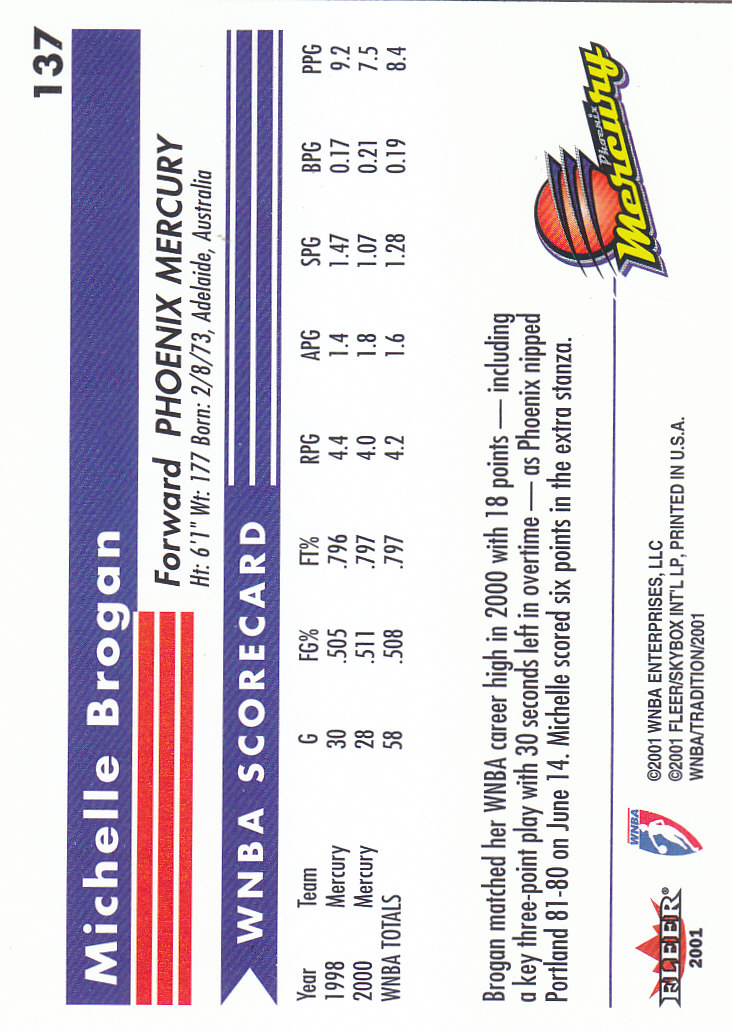 137
Michelle Brogan
Forward PHOENIX MERCURY
Ht: 6'1" Wt: 177 Born: 2/8/73, Adelaide, Australia
WNBA SCORECARD
Year Team G FG% FT% RPG APG SPG BPG PPG
1998 Mercury 30 .505 .796 4.4 1.4 1.47 0.17 9.2
2000 Mercury 28 .511 .797 4.0 1.8 1.07 0.21 7.5
WNBA TOTALS 58 .508 .797 4.2 1.6 1.28 0.19 8.4
Brogan matched her WNBA career high in 2000 with 18 points — including
a key three-point play with 30 seconds left in overtime — as Phoenix nipped
Portland 81-80 on June 14. Michelle scored six points in the extra stanza.
Phoenix
Mercury
FLEER®
2001
WNBA
©2001 WNBA ENTERPRISES, LLC
©2001 FLEER/SKYBOX INT'L LP, PRINTED IN U.S.A.
WNBA/TRADITION/2001